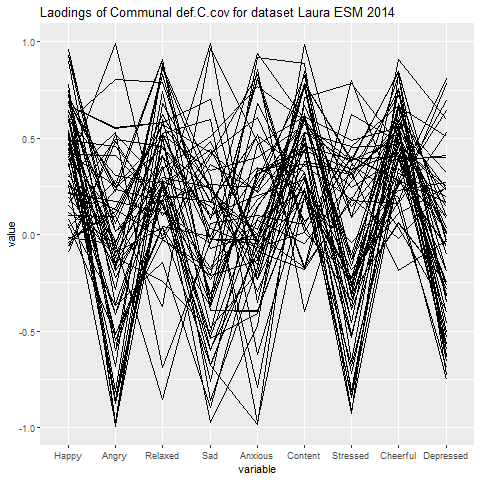 Laodings of Communal def.C.cov for dataset Laura ESM 2014
1.0
0.5
0.0
-0.5
-1.0
value
Happy Angry Relaxed Sad Anxious Content Stressed Cheerful Depressed
variable